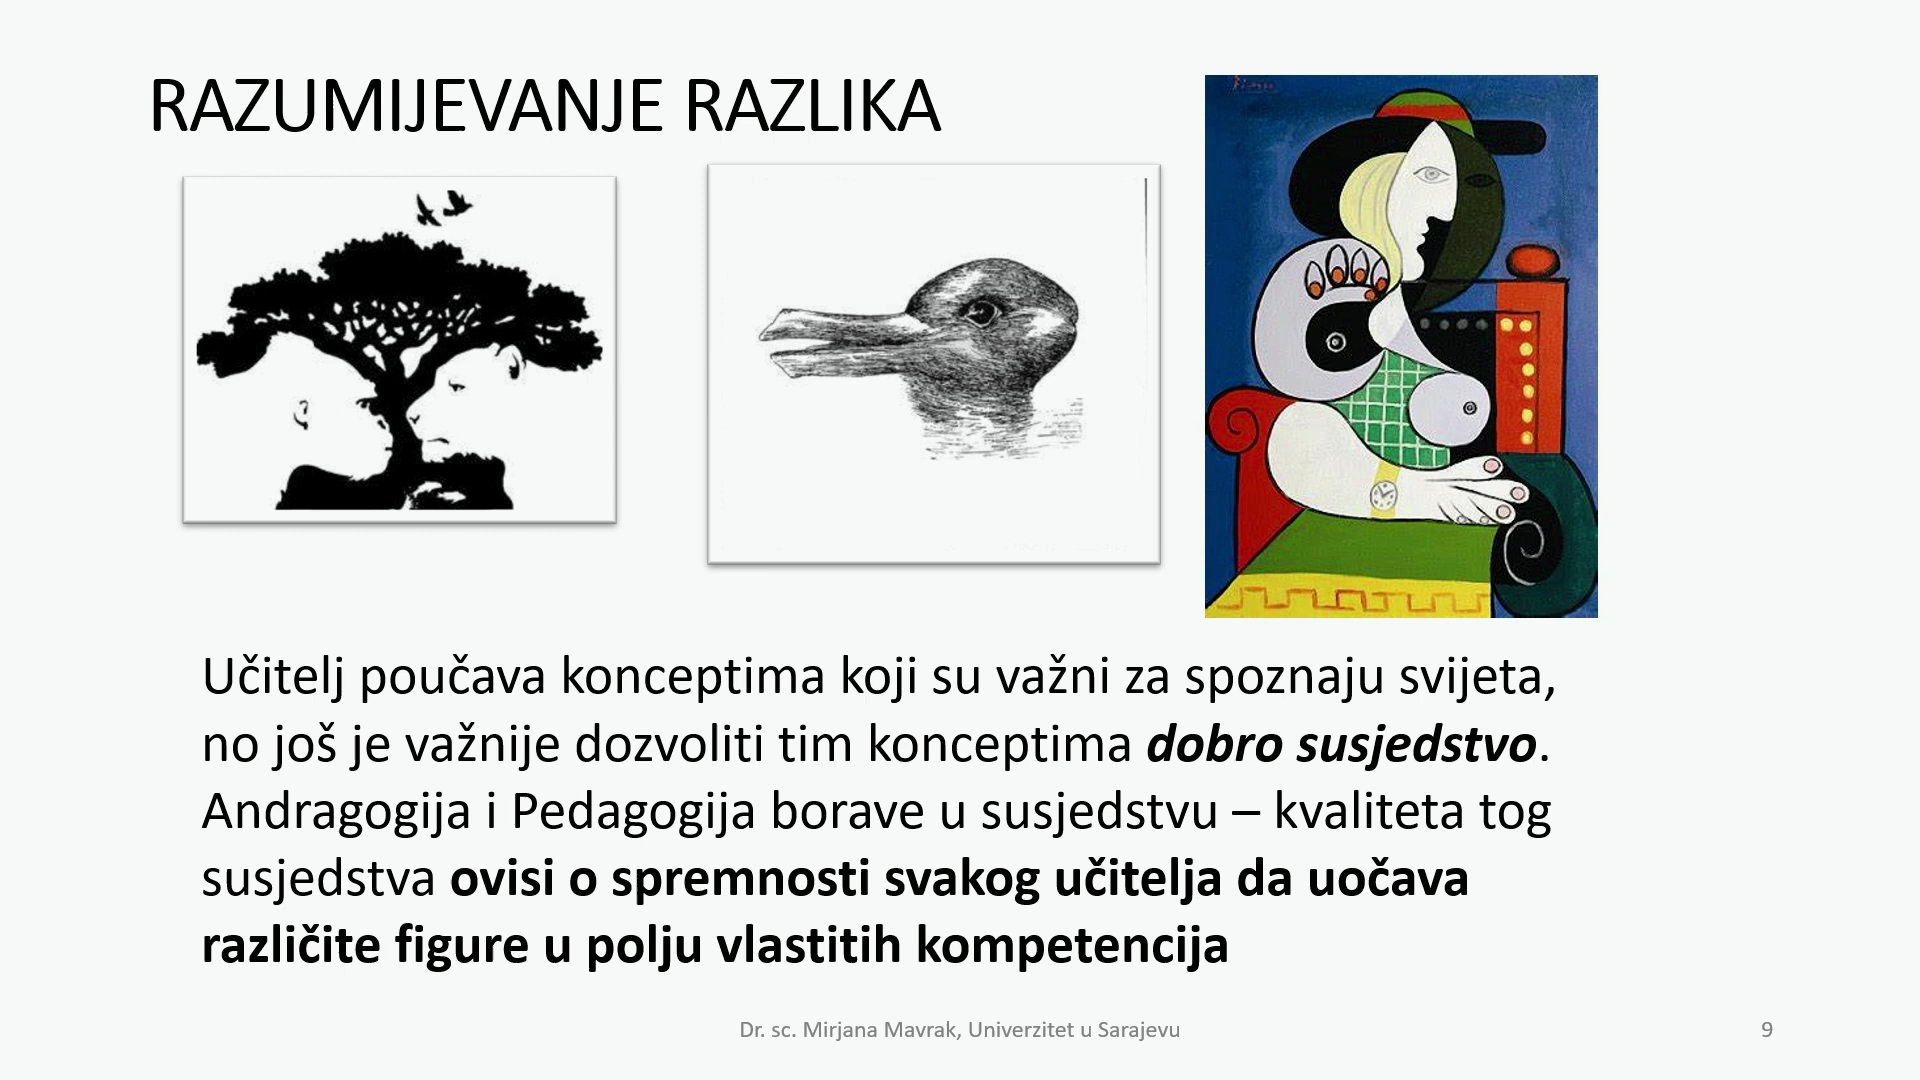 RAZUMIJEVANJE RAZLIKA
Picasso
Učitelj poučava konceptima koji su važni za spoznaju svijeta,
no još je važnije dozvoliti tim konceptima dobro susjedstvo.
Andragogija i Pedagogija borave u susjedstvu – kvaliteta tog
susjedstva ovisi o spremnosti svakog učitelja da uočava
različite figure u polju vlastitih kompetencija
Dr. sc. Mirjana Mavrak, Univerzitet u Sarajevu
9